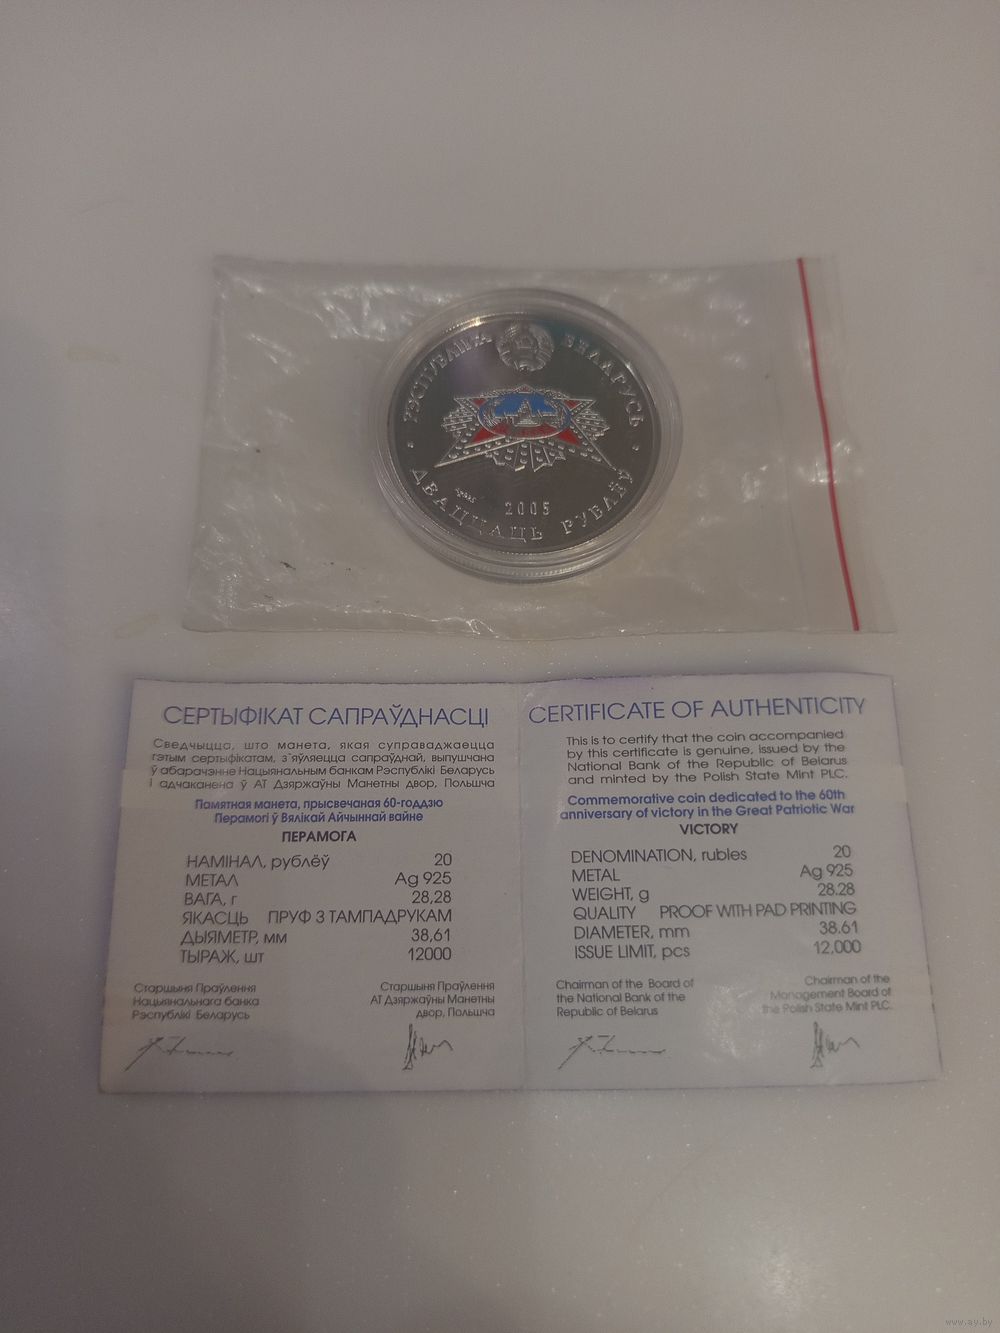 РЭСПУБЛІКА БЕЛАРУСЬ
2005
ДВАЦЦАЦЬ РУБЛЁЎ
СЕРТЫФІКАТ САПРАЎДНАСЦІ
Сведчыцца, што манета, якая суправаджаецца
гэтым сертыфікатам, з'яўляецца сапраўднай, выпушчана
ў абарачэнне Нацыянальным банкам Рэспублікі Беларусь
і адчаканена ў АТ Дзяржаўны Манетны двор, Польшча
Памятная манета, прысвечаная 60-годдзю
Перамогі ў Вялікай Айчыннай вайне
ПЕРАМОГА
НАМІНАЛ, рублёў 20
МЕТАЛ Ag 925
ВАГА, г 28,28
ЯКАСЦЬ ПРУФ З ТАМПАДРУКАМ
ДЫЯМЕТР, мм 38,61
ТЫРАЖ, шт 12000
Старшыня Праўлення
Нацыянальнага банка
Рэспублікі Беларусь
Старшыня Праўлення
АТ Дзяржаўны Манетны
двор, Польшча
CERTIFICATE OF AUTHENTICITY
This is to certify that the coin accompanied
by this certificate is genuine, issued by the
National Bank of the Republic of Belarus
and minted by the Polish State Mint PLC.
Commemorative coin dedicated to the 60th
anniversary of victory in the Great Patriotic War
VICTORY
DENOMINATION, rubles 20
METAL Ag 925
WEIGHT, g 28.28
QUALITY PROOF WITH PAD PRINTING
DIAMETER, mm 38.61
ISSUE LIMIT, pcs 12,000
Chairman of the Board of
the National Bank of the
Republic of Belarus
Chairman of the
Management Board of
the Polish State Mint PLC.
www.ay.by